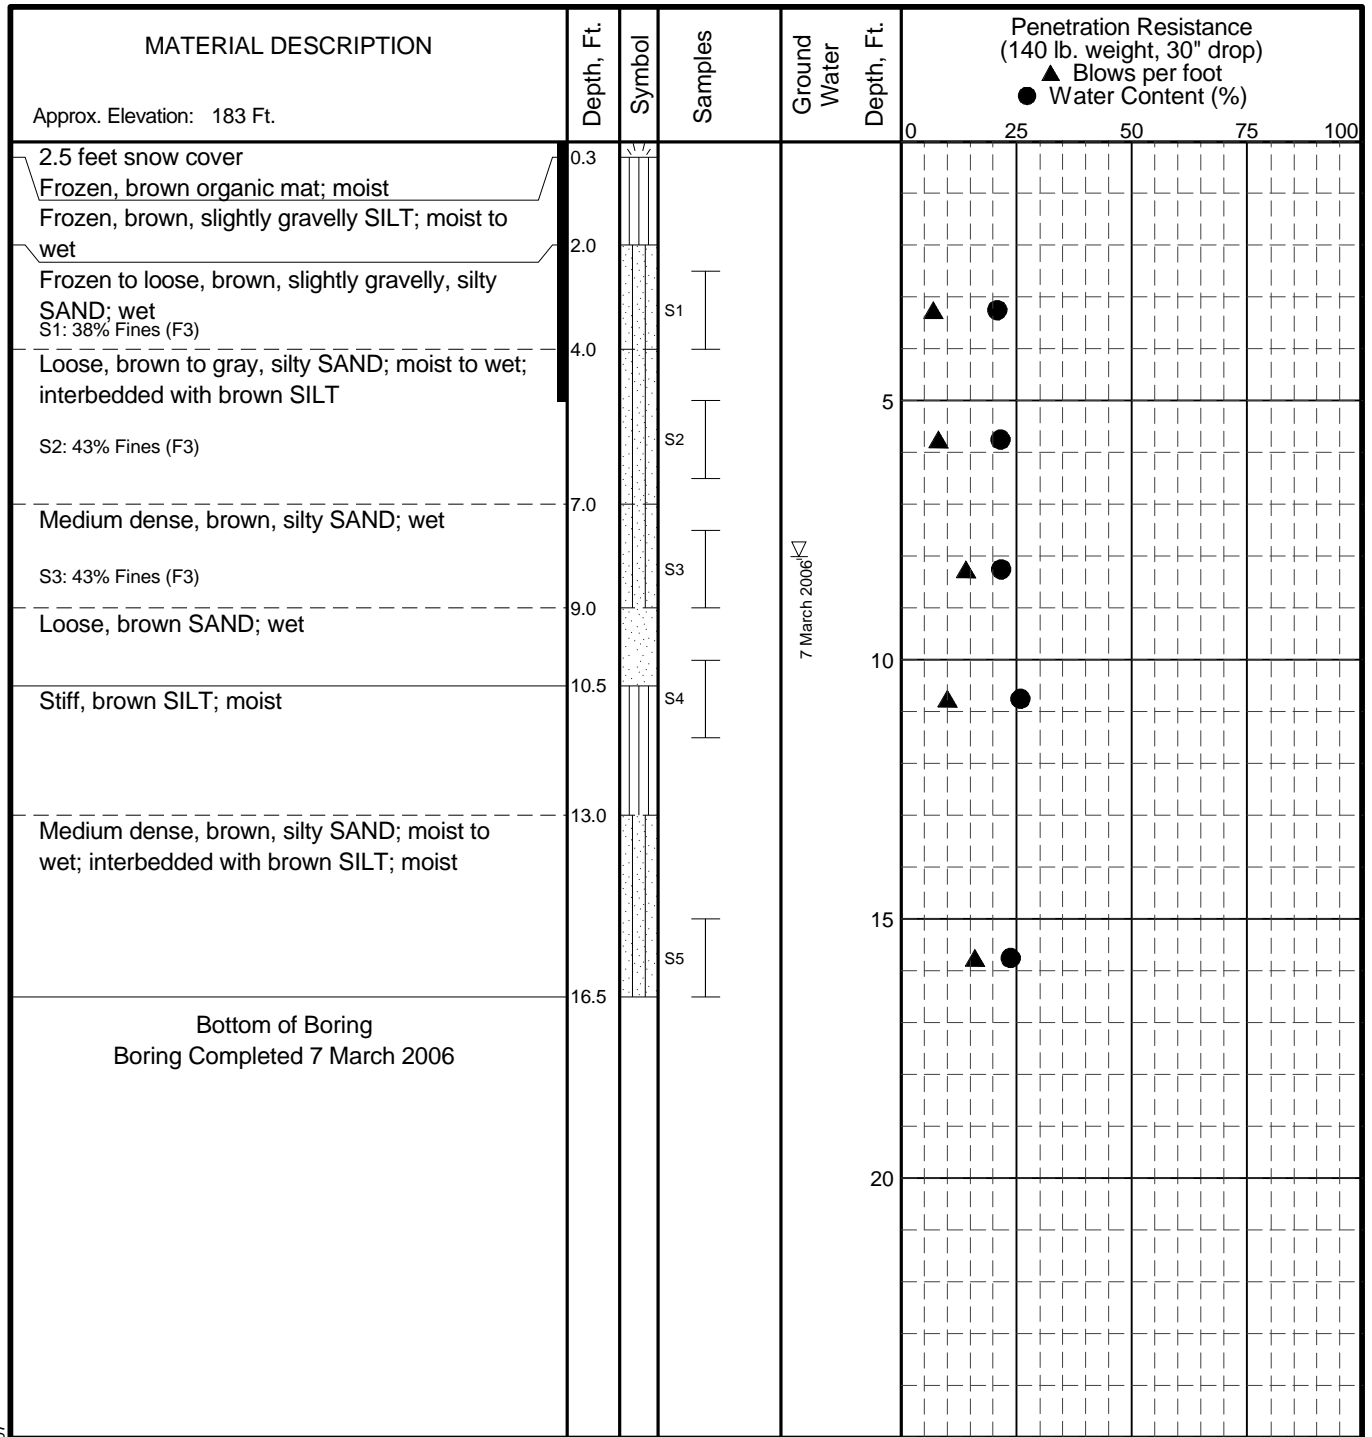 MATERIAL DESCRIPTION
Approx. Elevation: 183 Ft.
Depth, Ft.
Symbol
Samples
Ground
Water
Depth, Ft.
Penetration Resistance
(140 lb. weight, 30" drop)
▲ Blows per foot
● Water Content (%)
0 25 50 75 100
2.5 feet snow cover
0.3
Frozen, brown organic mat; moist
Frozen, brown, slightly gravelly SILT; moist to
wet
2.0
Frozen to loose, brown, slightly gravelly, silty
SAND; wet
S1: 38% Fines (F3)
S1
4.0
Loose, brown to gray, silty SAND; moist to wet;
interbedded with brown SILT
5
S2: 43% Fines (F3)
S2
7.0
Medium dense, brown, silty SAND; wet
S3: 43% Fines (F3)
S3
7 March 2006
9.0
Loose, brown SAND; wet
10
10.5
Stiff, brown SILT; moist
S4
13.0
Medium dense, brown, silty SAND; moist to
wet; interbedded with brown SILT; moist
15
S5
16.5
Bottom of Boring
Boring Completed 7 March 2006
20